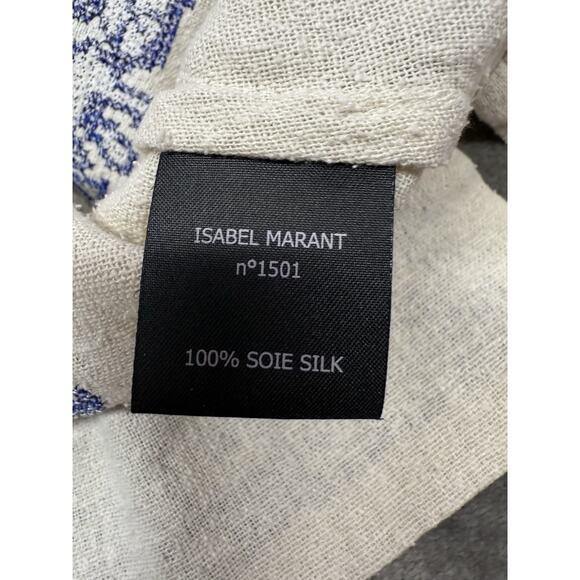 ISABEL MARANT
n°1501
100% SOIE SILK